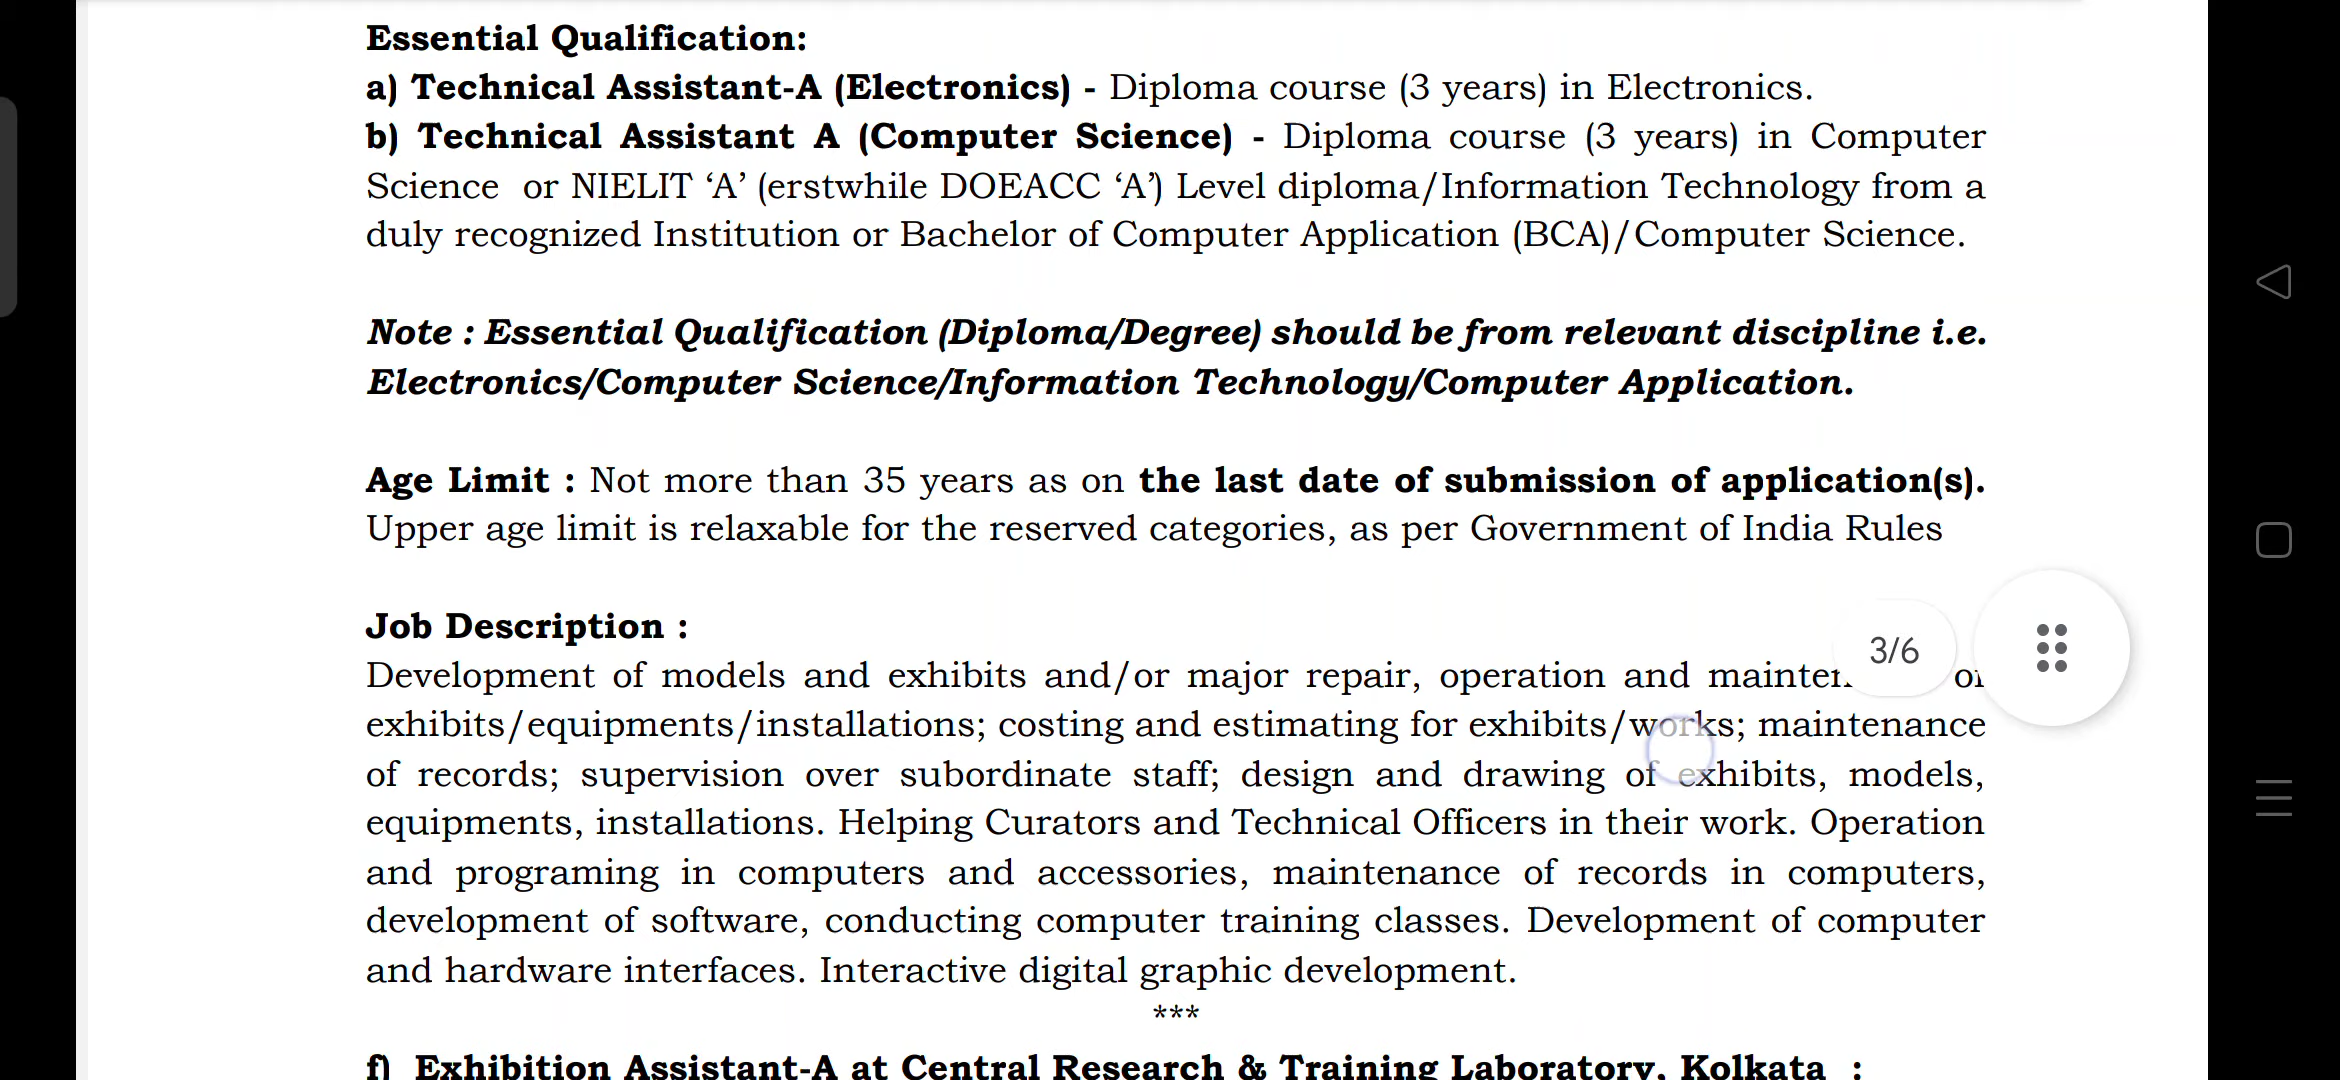 Essential Qualification:
a) Technical Assistant-A (Electronics) - Diploma course (3 years) in Electronics.
b) Technical Assistant A (Computer Science) - Diploma course (3 years) in Computer
Science or NIELIT ‘A’ (erstwhile DOEACC ‘A’) Level diploma/Information Technology from a
duly recognized Institution or Bachelor of Computer Application (BCA)/Computer Science.
Note : Essential Qualification (Diploma/Degree) should be from relevant discipline i.e.
Electronics/Computer Science/Information Technology/Computer Application.
Age Limit : Not more than 35 years as on the last date of submission of application(s).
Upper age limit is relaxable for the reserved categories, as per Government of India Rules
Job Description :
3/6
Development of models and exhibits and/or major repair, operation and
exhibits/equipments/installations; costing and estimating for exhibits/works; maintenance
of records; supervision over subordinate staff; design and drawing of exhibits, models,
equipments, installations. Helping Curators and Technical Officers in their work. Operation
and programing in computers and accessories, maintenance of records in computers,
development of software, conducting computer training classes. Development of computer
and hardware interfaces. Interactive digital graphic development.
***
f) Exhibition Assistant-A at Central Research & Training Laboratory, Kolkata :